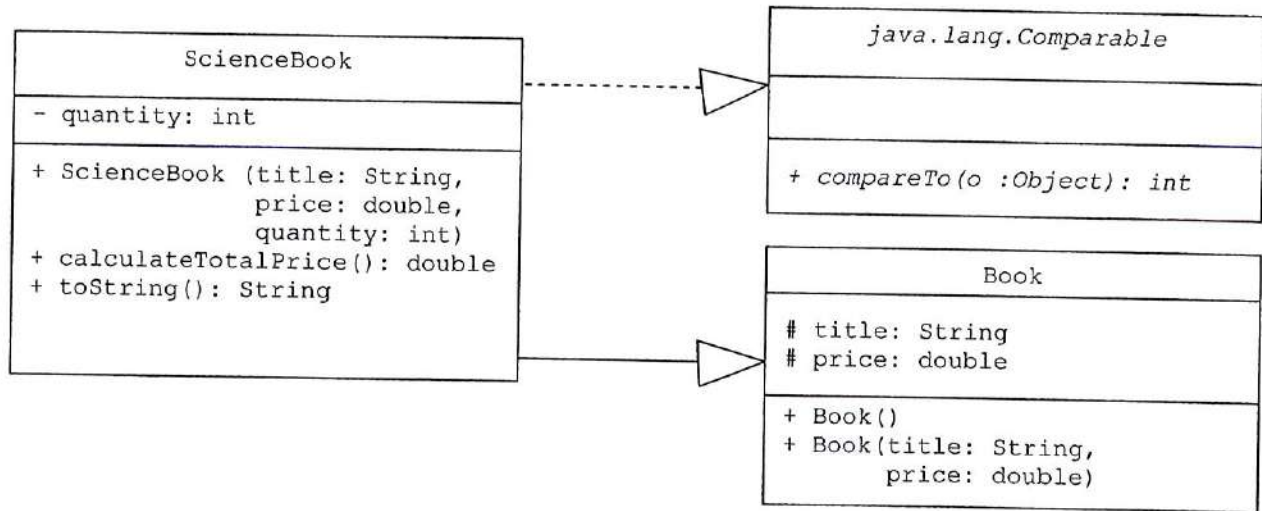 ScienceBook
- quantity: int
+ ScienceBook (title: String,
price: double,
quantity: int)
+ calculateTotalPrice(): double
+ toString(): String
java.lang.Comparable
+ compareTo(o :Object): int
Book
# title: String
# price: double
+ Book()
+ Book(title: String,
price: double)